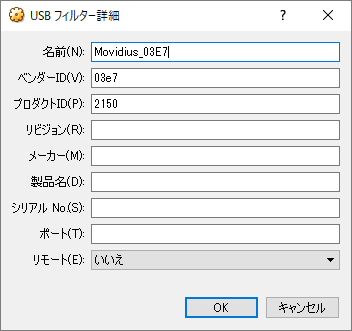 USB フィルター詳細
?
名前(N): Movidius_03E7
ベンダーID(V): 03e7
プロダクトID(P): 2150
リビジョン(R):
メーカー(M):
製品名(D):
シリアル No.(S):
ポート(T):
リモート(E): いいえ
OK キャンセル